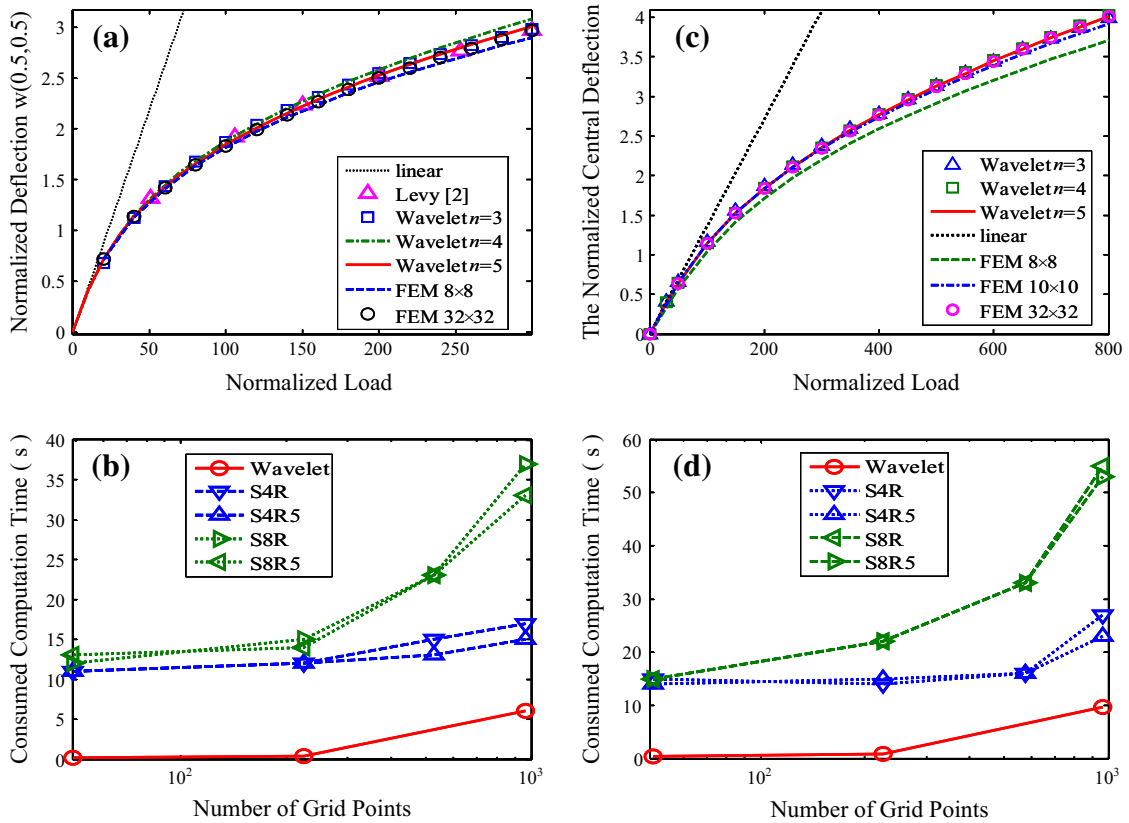 (a)
Normalized Deflection w(0.5,0.5)
3
2.5
2
1.5
1
0.5
0
linear
Levy [2]
Wavelet n=3
Wavelet n=4
Wavelet n=5
FEM 8×8
FEM 32×32
0 50 100 150 200 250
Normalized Load
(c)
The Normalized Central Deflection
4
3.5
3
2.5
2
1.5
1
0.5
0
Wavelet n=3
Wavelet n=4
Wavelet n=5
linear
FEM 8×8
FEM 10×10
FEM 32×32
0 200 400 600 800
Normalized Load
(b)
Consumed Computation Time ( s )
40
35
30
25
20
15
10
5
0
Wavelet
S4R
S4R5
S8R
S8R5
10² 10³
Number of Grid Points
(d)
Consumed Computation Time ( s )
60
50
40
30
20
10
0
Wavelet
S4R
S4R5
S8R
S8R5
10² 10³
Number of Grid Points